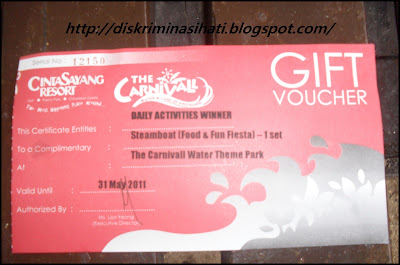 http://diskriminasihati.blogspot.com/
Serial No: 12150
CINTASAYANG RESORT
THE CARNIVALL
GIFT
VOUCHER
DAILY ACTIVITIES WINNER
This Certificate Entitles :
Steamboat (Food & Fun Fiesta) – 1 set
To a Complimentary :
The Carnivall Water Theme Park
At :
Valid Until : 31 May 2011
Authorized By :
(Executive Director)